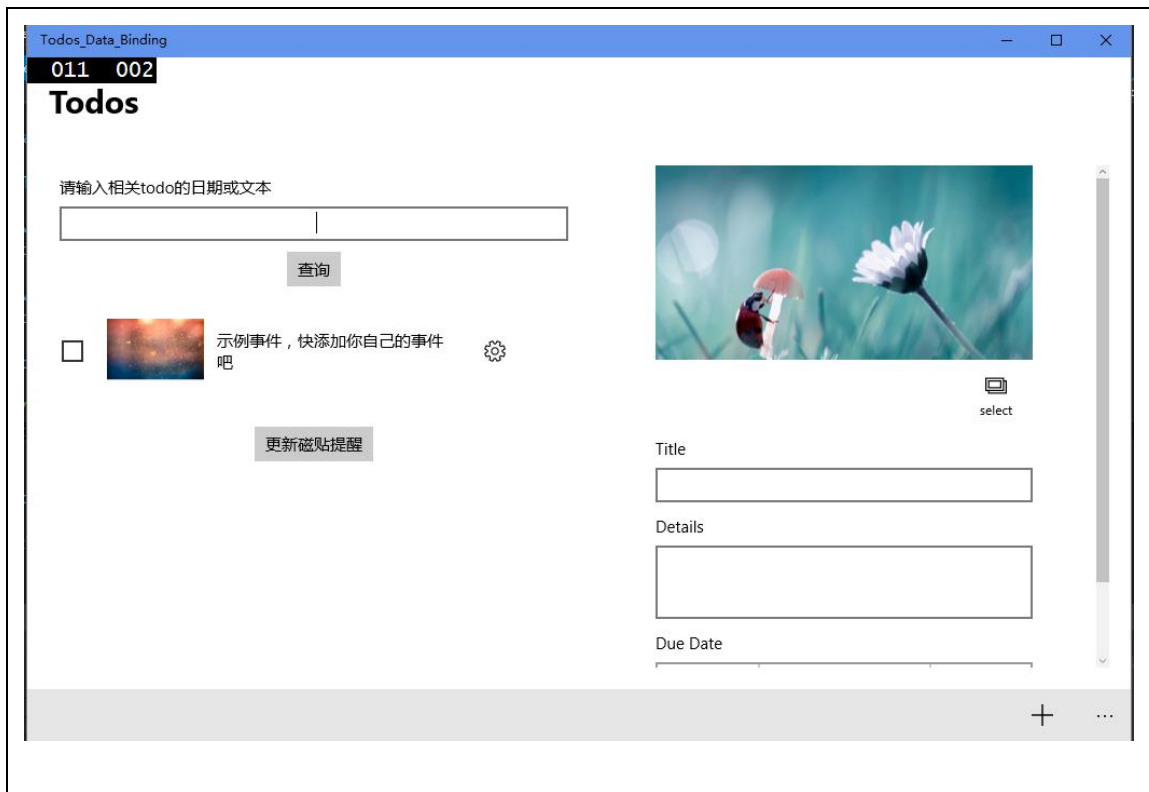 Todos_Data_Binding
011 002
Todos
请输入相关todo的日期或文本
查询
示例事件，快添加你自己的事件
吧
更新磁贴提醒
select
Title
Details
Due Date